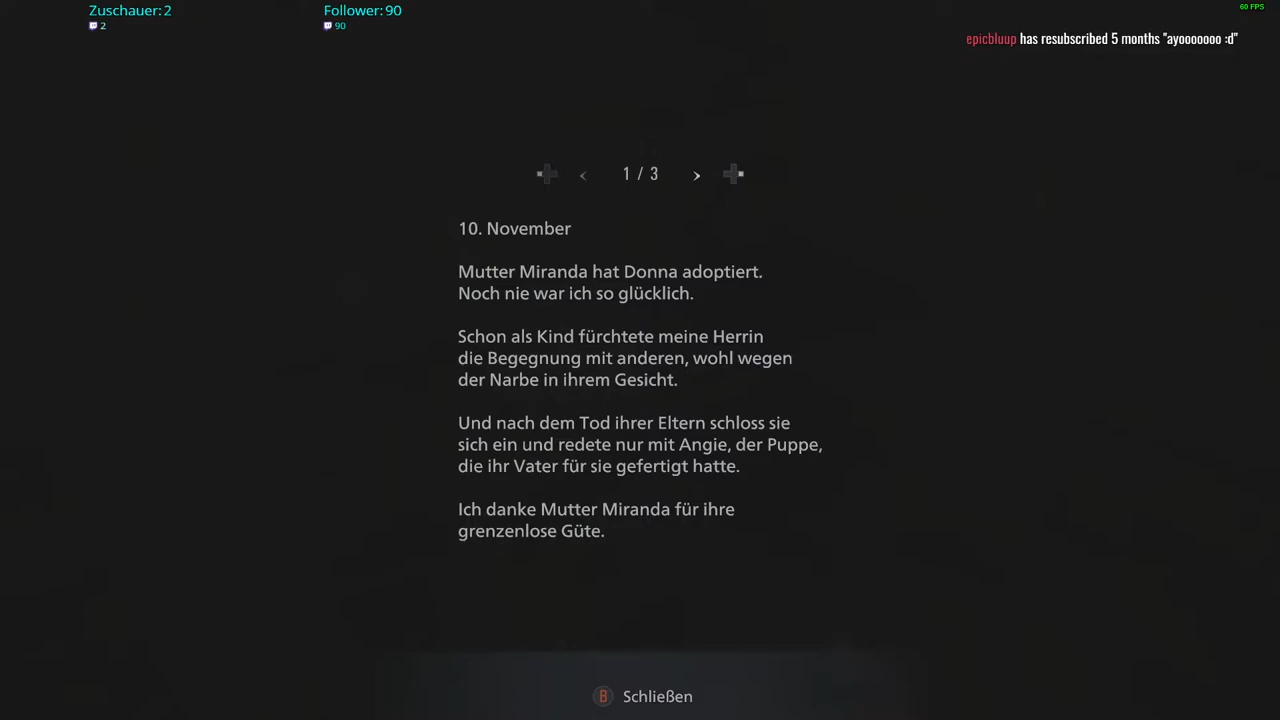 Zuschauer: 2
2
Follower: 90
90
60 FPS
epicbluup has resubscribed 5 months "ayooooooo :d"
< 1 / 3 >
10. November
Mutter Miranda hat Donna adoptiert.
Noch nie war ich so glücklich.
Schon als Kind fürchtete meine Herrin
die Begegnung mit anderen, wohl wegen
der Narbe in ihrem Gesicht.
Und nach dem Tod ihrer Eltern schloss sie
sich ein und redete nur mit Angie, der Puppe,
die ihr Vater für sie gefertigt hatte.
Ich danke Mutter Miranda für ihre
grenzenlose Güte.
B Schließen